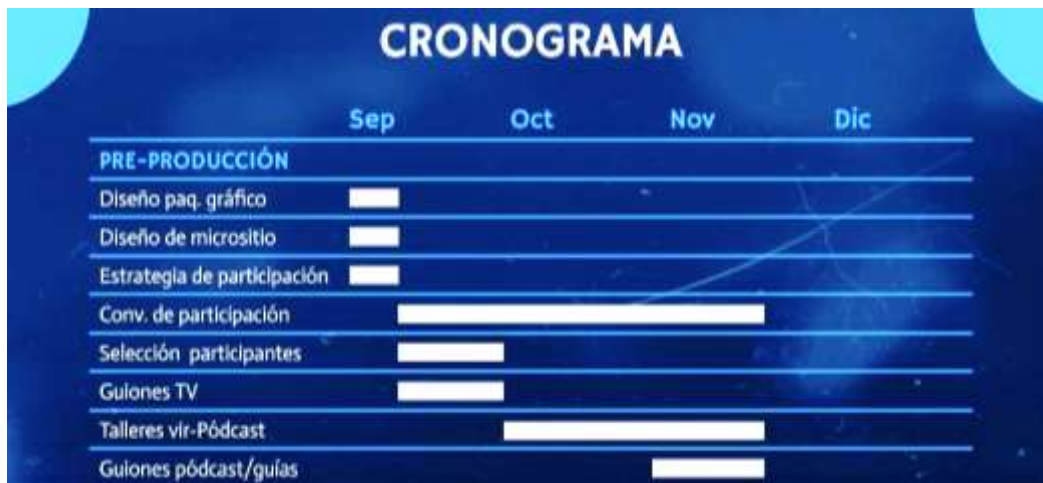 CRONOGRAMA
Sep Oct Nov Dic
PRE-PRODUCCIÓN
Diseño paq. gráfico
Diseño de micrositio
Estrategia de participación
Conv. de participación
Selección participantes
Guiones TV
Talleres vir-Pódcast
Guiones pódcast/guías